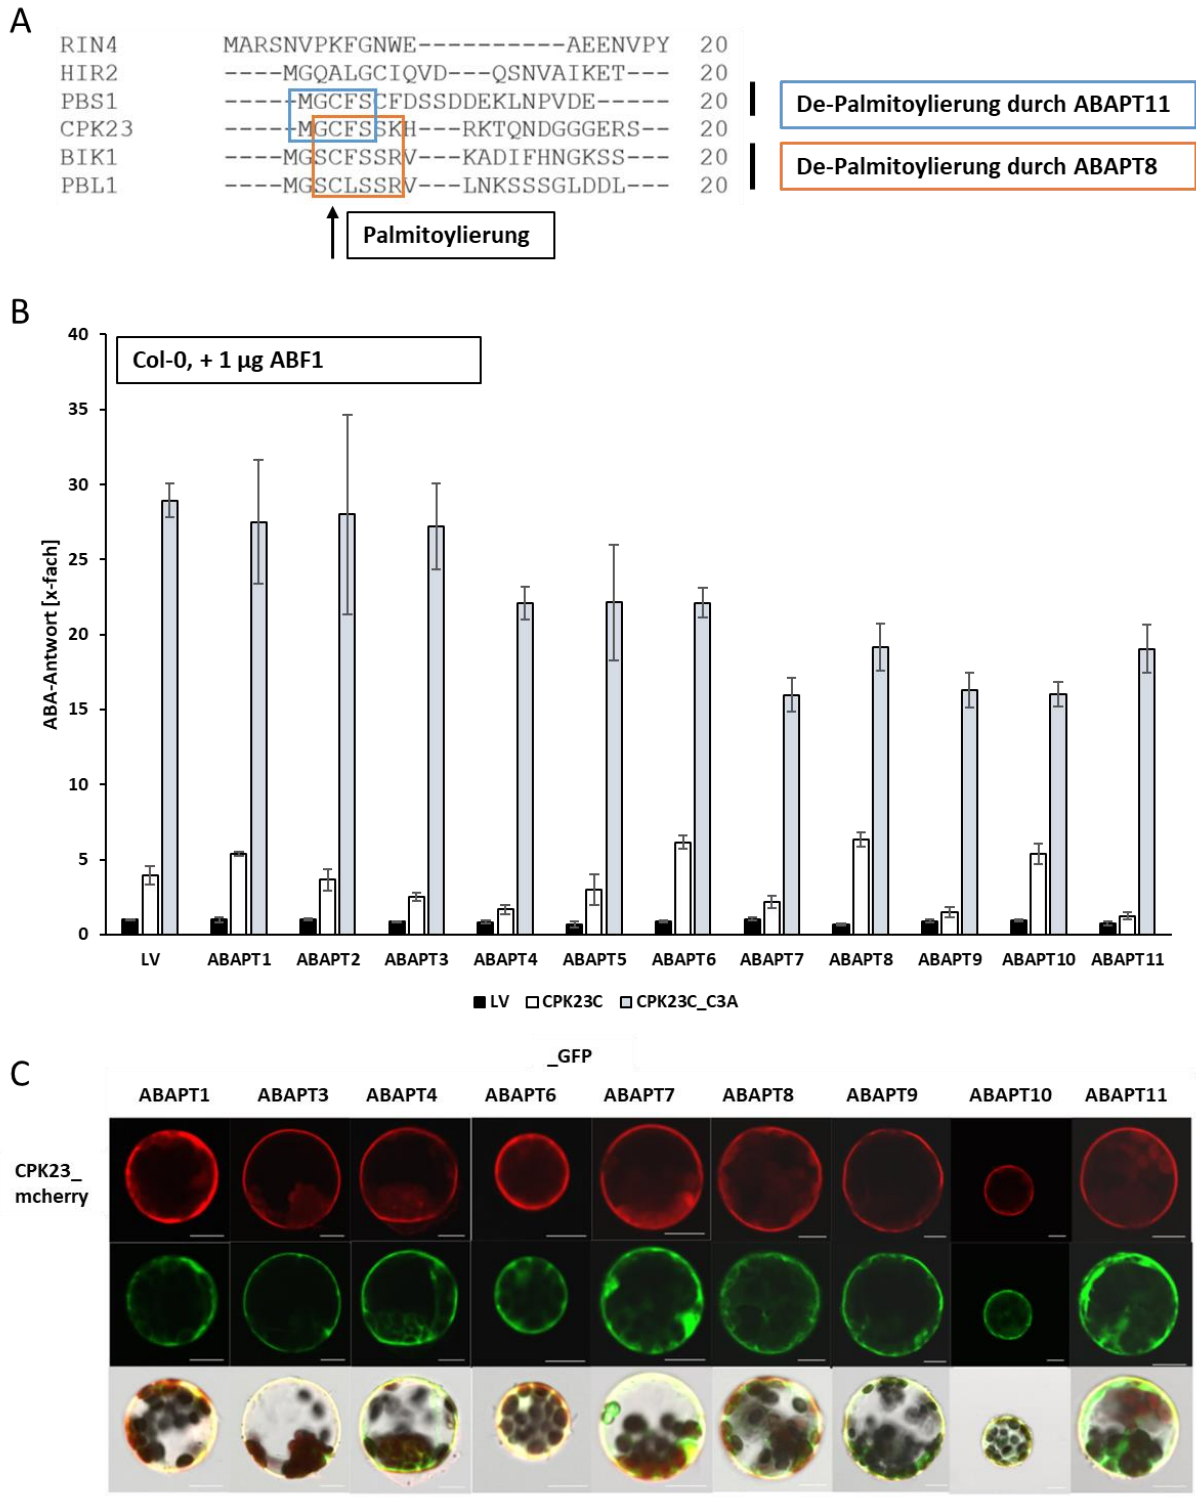 A
RIN4 MARSNVPKFGNWE----------AEENVPY 20
HIR2 ----MGQALGCIQVD---QSNVAIKET--- 20
PBS1 -----MGCFSCFDSSDDEKLNPVDE----- 20
CPK23 -----MGCFSSKH---RKTQNDGGGERS-- 20
BIK1 ----MGSCFSSRV---KADIFHNGKSS--- 20
PBL1 ----MGSCLSSRV---LNKSSSGLDDL--- 20
De-Palmitoylierung durch ABAPT11
De-Palmitoylierung durch ABAPT8
Palmitoylierung
B
Col-0, + 1 µg ABF1
ABA-Antwort [x-fach]
40
35
30
25
20
15
10
5
0
LV ABAPT1 ABAPT2 ABAPT3 ABAPT4 ABAPT5 ABAPT6 ABAPT7 ABAPT8 ABAPT9 ABAPT10 ABAPT11
LV CPK23C CPK23C_C3A
C
_GFP
ABAPT1 ABAPT3 ABAPT4 ABAPT6 ABAPT7 ABAPT8 ABAPT9 ABAPT10 ABAPT11
CPK23_
mcherry